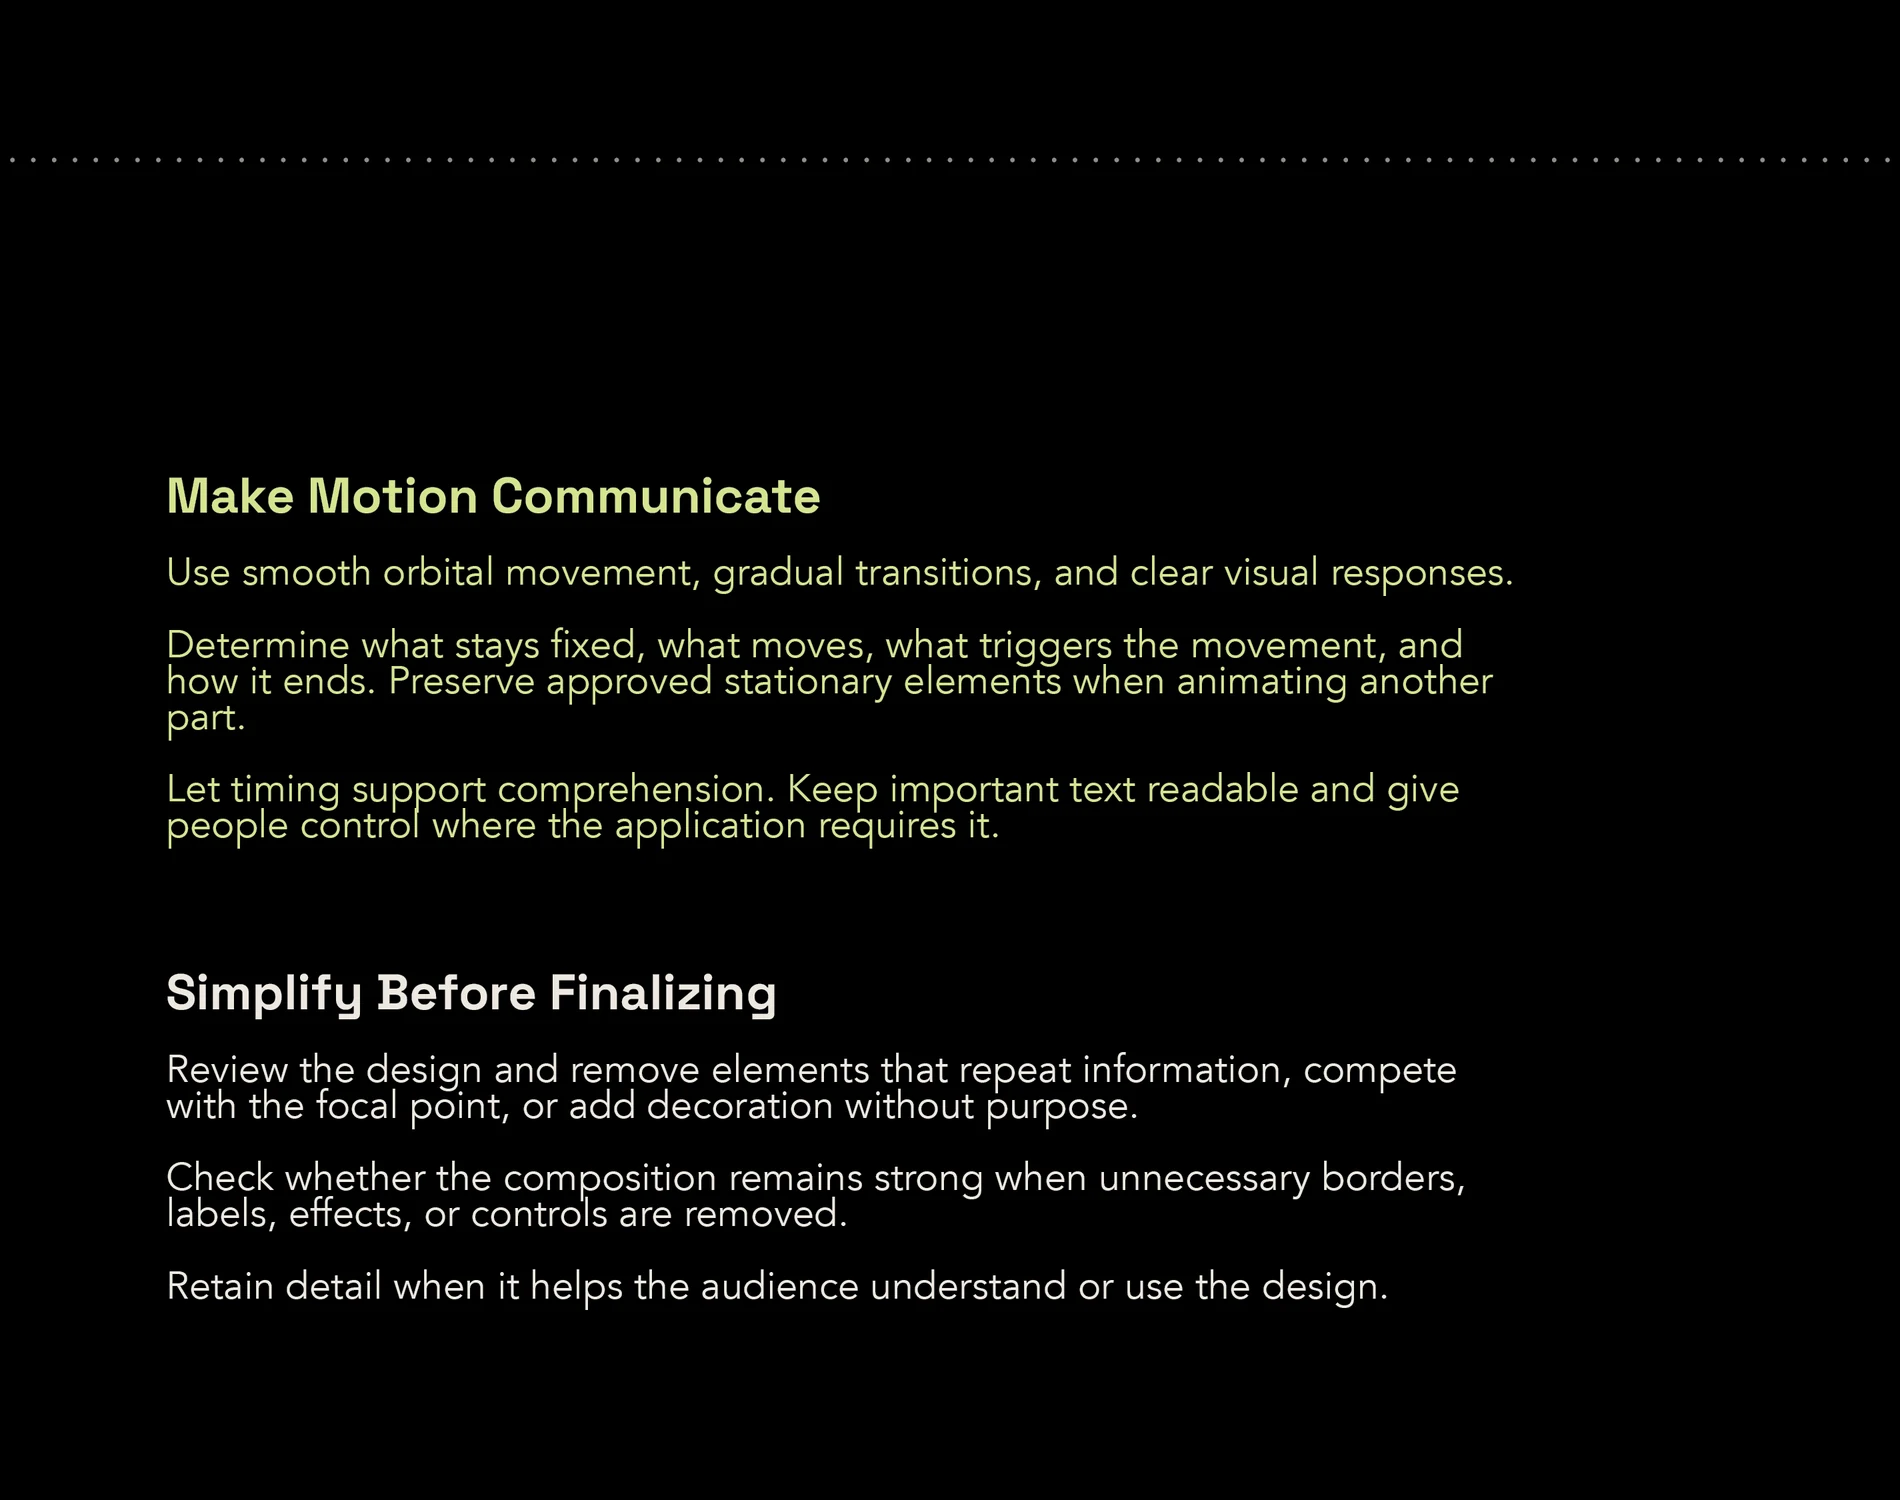 Make Motion Communicate
Use smooth orbital movement, gradual transitions, and clear visual responses.
Determine what stays fixed, what moves, what triggers the movement, and
how it ends. Preserve approved stationary elements when animating another
part.
Let timing support comprehension. Keep important text readable and give
people control where the application requires it.
Simplify Before Finalizing
Review the design and remove elements that repeat information, compete
with the focal point, or add decoration without purpose.
Check whether the composition remains strong when unnecessary borders,
labels, effects, or controls are removed.
Retain detail when it helps the audience understand or use the design.